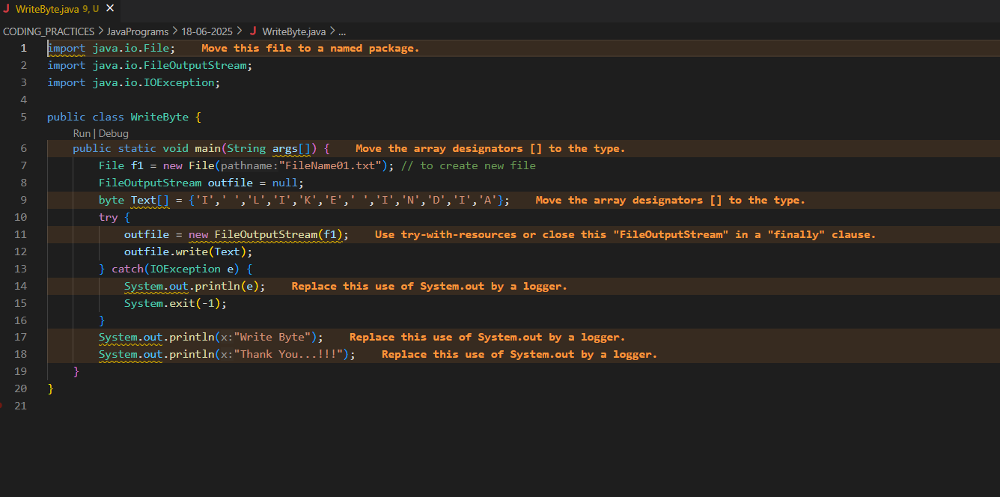 WriteByte.java 9, U
CODING_PRACTICES > JavaPrograms > 18-06-2025 > J WriteByte.java > ...
1 import java.io.File; Move this file to a named package.
2 import java.io.FileOutputStream;
3 import java.io.IOException;
4
5 public class WriteByte {
Run | Debug
6 public static void main(String args[]) { Move the array designators [] to the type.
7 File f1 = new File(pathname:"FileName01.txt"); // to create new file
8 FileOutputStream outfile = null;
9 byte Text[] = {'I',' ','L','I','K','E',' ','I','N','D','I','A'}; Move the array designators [] to the type.
10 try {
11 outfile = new FileOutputStream(f1); Use try-with-resources or close this "FileOutputStream" in a "finally" clause.
12 outfile.write(Text);
13 } catch(IOException e) {
14 System.out.println(e); Replace this use of System.out by a logger.
15 System.exit(-1);
16 }
17 System.out.println(x:"Write Byte"); Replace this use of System.out by a logger.
18 System.out.println(x:"Thank You...!!!"); Replace this use of System.out by a logger.
19 }
20 }
21